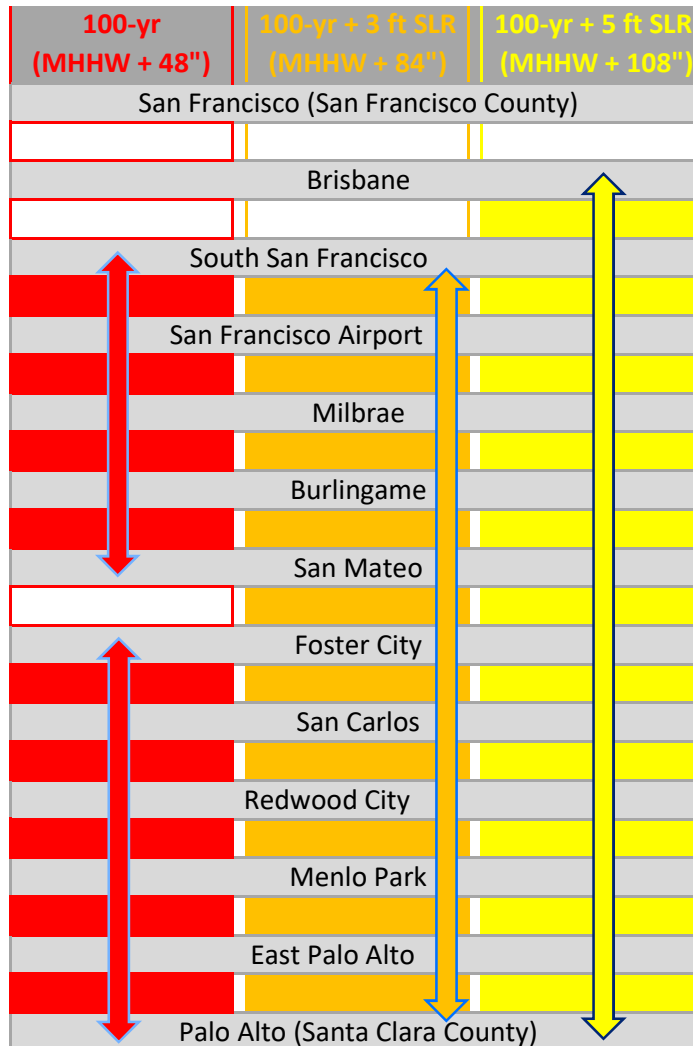 100-yr
(MHHW + 48")
100-yr + 3 ft SLR
(MHHW + 84")
100-yr + 5 ft SLR
(MHHW + 108")
San Francisco (San Francisco County)
Brisbane
South San Francisco
San Francisco Airport
Milbrae
Burlingame
San Mateo
Foster City
San Carlos
Redwood City
Menlo Park
East Palo Alto
Palo Alto (Santa Clara County)